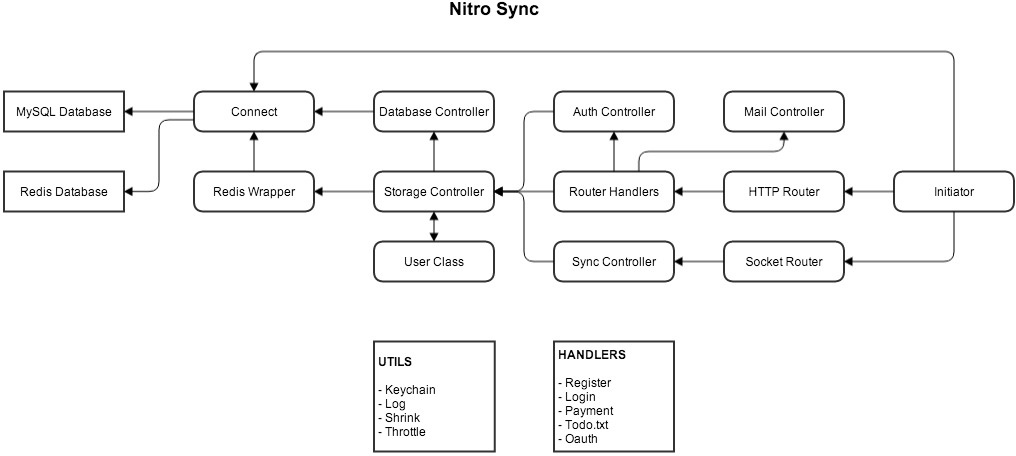 Nitro Sync
MySQL Database
Connect
Database Controller
Auth Controller
Mail Controller
Redis Database
Redis Wrapper
Storage Controller
Router Handlers
HTTP Router
Initiator
User Class
Sync Controller
Socket Router
UTILS
- Keychain
- Log
- Shrink
- Throttle
HANDLERS
- Register
- Login
- Payment
- Todo.txt
- Oauth